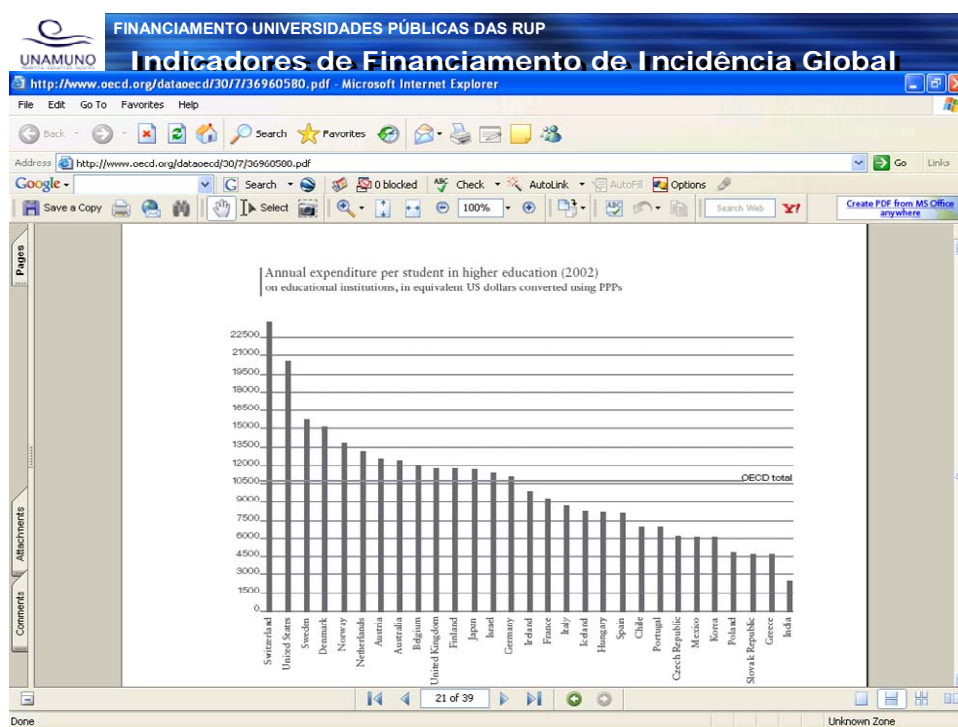 FINANCIAMENTO UNIVERSIDADES PÚBLICAS DAS RUP
UNAMUNO
Indicadores de Financiamento de Incidência Global
http://www.oecd.org/dataoecd/30/7/36960580.pdf - Microsoft Internet Explorer
File Edit Go To Favorites Help
Back Search Favorites
Address http://www.oecd.org/dataoecd/30/7/36960580.pdf Go Links
Google Search 0 blocked ABC Check AutoLink AutoFill Options
Save a Copy Select 100% Search Web Y! Create PDF from MS Office
anywhere
Pages
Attachments
Comments
Annual expenditure per student in higher education (2002)
on educational institutions, in equivalent US dollars converted using PPPs
22500
21000
19500
18000
16500
15000
13500
12000
10500
OECD total
9000
7500
6000
4500
3000
1500
0
Switzerland
United States
Sweden
Denmark
Norway
Netherlands
Austria
Australia
Belgium
United Kingdom
Finland
Japan
Israel
Germany
Ireland
France
Italy
Iceland
Hungary
Spain
Chile
Portugal
Czech Republic
Mexico
Korea
Poland
Slovak Republic
Greece
India
21 of 39
Done Unknown Zone